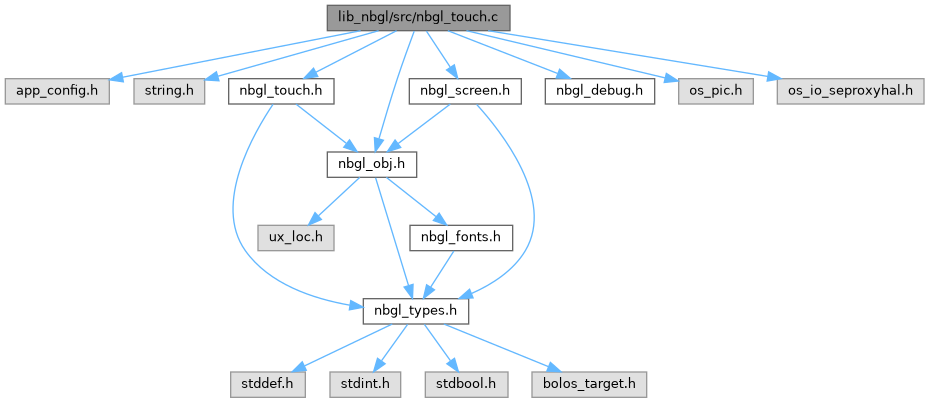 lib_nbgl/src/nbgl_touch.c
app_config.h
string.h
nbgl_touch.h
nbgl_screen.h
nbgl_debug.h
os_pic.h
os_io_seproxyhal.h
nbgl_obj.h
ux_loc.h
nbgl_fonts.h
nbgl_types.h
stddef.h
stdint.h
stdbool.h
bolos_target.h